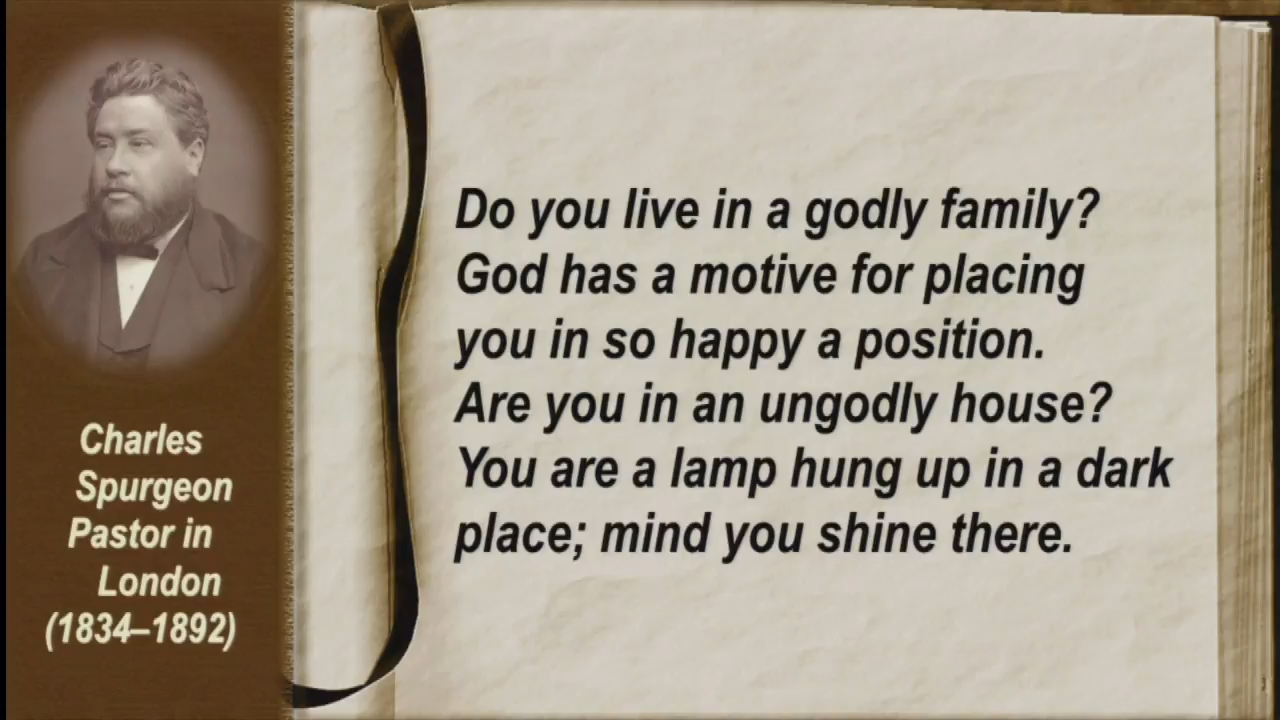 Charles
Spurgeon
Pastor in
London
(1834–1892)
Do you live in a godly family?
God has a motive for placing
you in so happy a position.
Are you in an ungodly house?
You are a lamp hung up in a dark
place; mind you shine there.